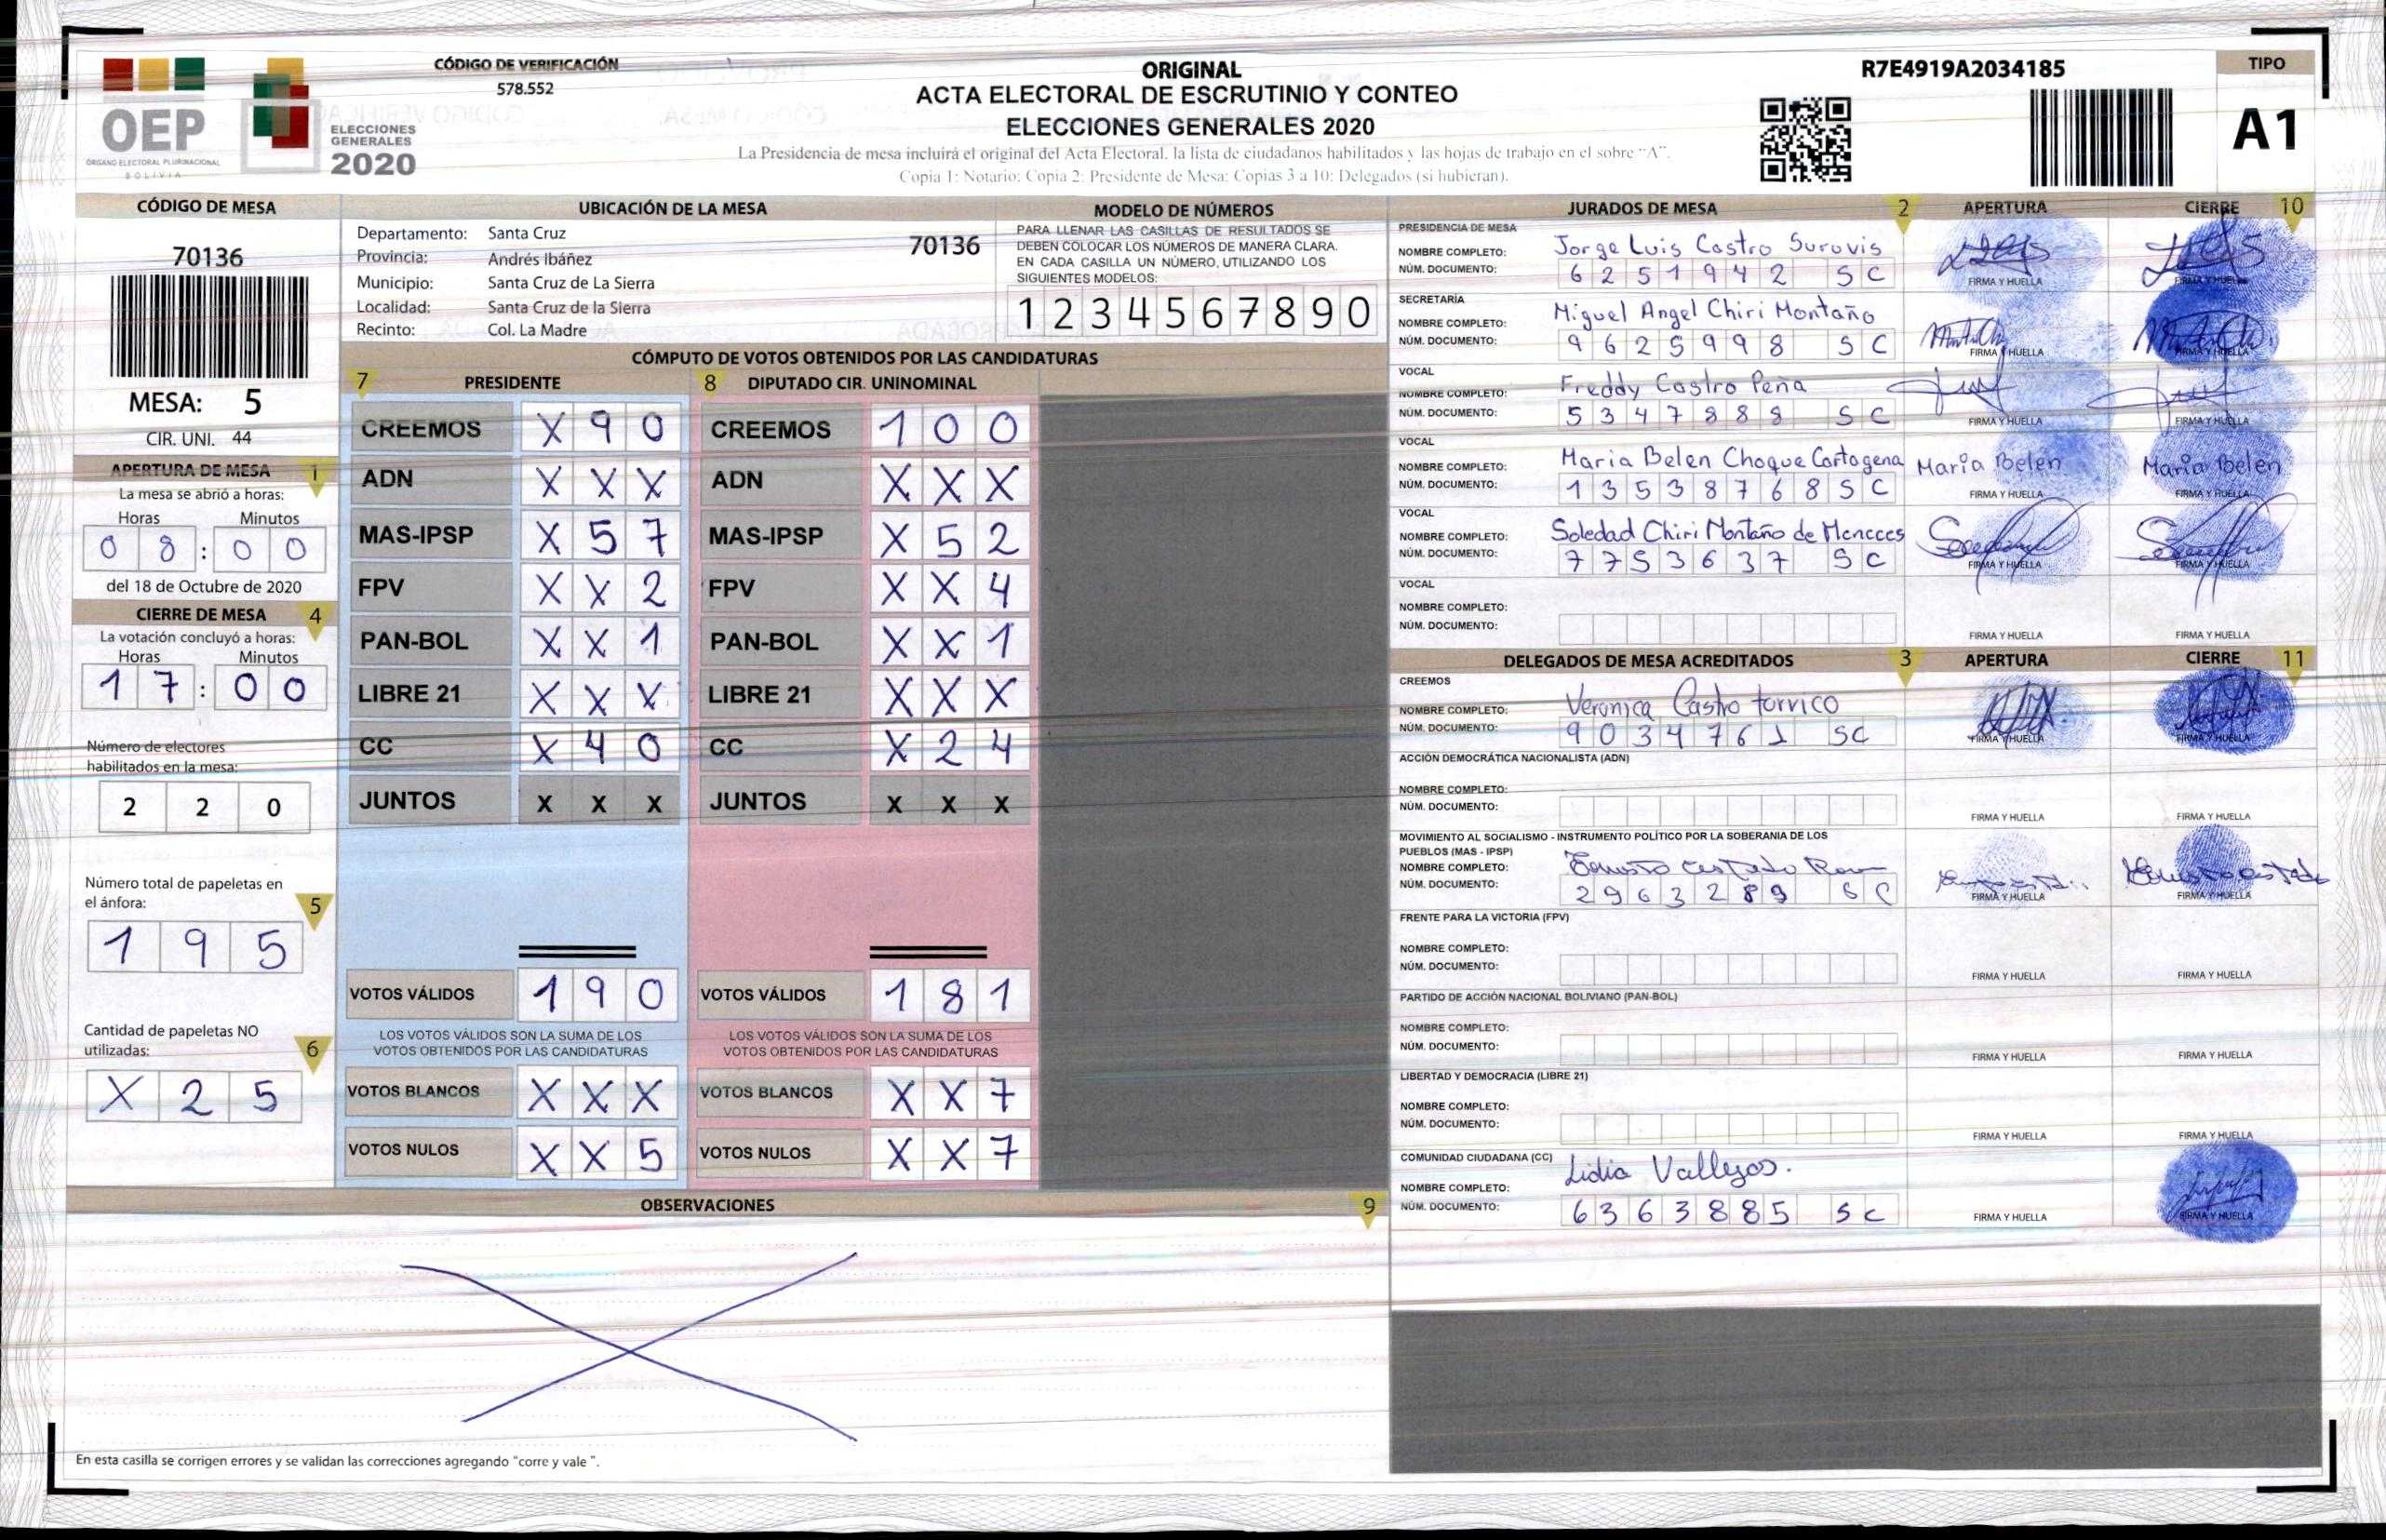 OEP
ÓRGANO ELECTORAL PLURINACIONAL
BOLIVIA
ELECCIONES
GENERALES
2020
CÓDIGO DE VERIFICACIÓN
578.552
ORIGINAL
ACTA ELECTORAL DE ESCRUTINIO Y CONTEO
ELECCIONES GENERALES 2020
La Presidencia de mesa incluirá el original del Acta Electoral, la lista de ciudadanos habilitados y las hojas de trabajo en el sobre "A".
Copia 1: Notario; Copia 2: Presidente de Mesa; Copias 3 a 10: Delegados (si hubieran).
R7E4919A2034185
TIPO
A1
CÓDIGO DE MESA
70136
MESA: 5
CIR. UNI. 44
APERTURA DE MESA 1
La mesa se abrió a horas:
Horas Minutos
0 8 : 0 0
del 18 de Octubre de 2020
CIERRE DE MESA 4
La votación concluyó a horas:
Horas Minutos
1 7 : 0 0
Número de electores
habilitados en la mesa:
2 2 0
Número total de papeletas en
el ánfora: 5
1 9 5
Cantidad de papeletas NO
utilizadas: 6
X 2 5
UBICACIÓN DE LA MESA
Departamento: Santa Cruz
70136
Provincia: Andrés Ibáñez
Municipio: Santa Cruz de La Sierra
Localidad: Santa Cruz de la Sierra
Recinto: Col. La Madre
MODELO DE NÚMEROS
PARA LLENAR LAS CASILLAS DE RESULTADOS SE
DEBEN COLOCAR LOS NÚMEROS DE MANERA CLARA.
EN CADA CASILLA UN NÚMERO, UTILIZANDO LOS
SIGUIENTES MODELOS:
1 2 3 4 5 6 7 8 9 0
CÓMPUTO DE VOTOS OBTENIDOS POR LAS CANDIDATURAS
7 PRESIDENTE
CREEMOS X 9 0
ADN X X X
MAS-IPSP X 5 7
FPV X X 2
PAN-BOL X X 1
LIBRE 21 X X X
CC X 4 0
JUNTOS X X X
VOTOS VÁLIDOS 1 9 0
LOS VOTOS VÁLIDOS SON LA SUMA DE LOS
VOTOS OBTENIDOS POR LAS CANDIDATURAS
VOTOS BLANCOS X X X
VOTOS NULOS X X 5
8 DIPUTADO CIR. UNINOMINAL
CREEMOS 1 0 0
ADN X X X
MAS-IPSP X 5 2
FPV X X 4
PAN-BOL X X 1
LIBRE 21 X X X
CC X 2 4
JUNTOS X X X
VOTOS VÁLIDOS 1 8 1
LOS VOTOS VÁLIDOS SON LA SUMA DE LOS
VOTOS OBTENIDOS POR LAS CANDIDATURAS
VOTOS BLANCOS X X 7
VOTOS NULOS X X 7
OBSERVACIONES 9
En esta casilla se corrigen errores y se validan las correcciones agregando "corre y vale ".
JURADOS DE MESA 2 APERTURA CIERRE 10
PRESIDENCIA DE MESA
NOMBRE COMPLETO: Jorge Luis Castro Surovis
NÚM. DOCUMENTO: 6 2 5 1 9 4 2 S C
FIRMA Y HUELLA FIRMA Y HUELLA
SECRETARÍA
NOMBRE COMPLETO: Miguel Angel Chiri Montaño
NÚM. DOCUMENTO: 9 6 2 5 9 9 8 S C
FIRMA Y HUELLA FIRMA Y HUELLA
VOCAL
NOMBRE COMPLETO: Freddy Castro Peña
NÚM. DOCUMENTO: 5 3 4 7 8 8 8 S C
FIRMA Y HUELLA FIRMA Y HUELLA
VOCAL
NOMBRE COMPLETO: Maria Belen Choque Cartagena Maria Belen Maria Belen
NÚM. DOCUMENTO: 1 3 5 3 8 7 6 8 S C
FIRMA Y HUELLA FIRMA Y HUELLA
VOCAL
NOMBRE COMPLETO: Soledad Chiri Montaño de Meneces
NÚM. DOCUMENTO: 7 7 5 3 6 3 7 S C
FIRMA Y HUELLA FIRMA Y HUELLA
VOCAL
NOMBRE COMPLETO:
NÚM. DOCUMENTO:
FIRMA Y HUELLA FIRMA Y HUELLA
DELEGADOS DE MESA ACREDITADOS 3 APERTURA CIERRE 11
CREEMOS
NOMBRE COMPLETO: Veronica Castro torrico
NÚM. DOCUMENTO: 9 0 3 4 7 6 1 SC
FIRMA Y HUELLA FIRMA Y HUELLA
ACCIÓN DEMOCRÁTICA NACIONALISTA (ADN)
NOMBRE COMPLETO:
NÚM. DOCUMENTO:
FIRMA Y HUELLA FIRMA Y HUELLA
MOVIMIENTO AL SOCIALISMO - INSTRUMENTO POLÍTICO POR LA SOBERANIA DE LOS
PUEBLOS (MAS - IPSP)
NOMBRE COMPLETO:
NÚM. DOCUMENTO: 2 9 6 3 2 8 9 S C
FIRMA Y HUELLA FIRMA Y HUELLA
FRENTE PARA LA VICTORIA (FPV)
NOMBRE COMPLETO:
NÚM. DOCUMENTO:
FIRMA Y HUELLA FIRMA Y HUELLA
PARTIDO DE ACCIÓN NACIONAL BOLIVIANO (PAN-BOL)
NOMBRE COMPLETO:
NÚM. DOCUMENTO:
FIRMA Y HUELLA FIRMA Y HUELLA
LIBERTAD Y DEMOCRACIA (LIBRE 21)
NOMBRE COMPLETO:
NÚM. DOCUMENTO:
FIRMA Y HUELLA FIRMA Y HUELLA
COMUNIDAD CIUDADANA (CC)
NOMBRE COMPLETO: Lidia Vallejos.
NÚM. DOCUMENTO: 6 3 6 3 8 8 5 S C
FIRMA Y HUELLA FIRMA Y HUELLA